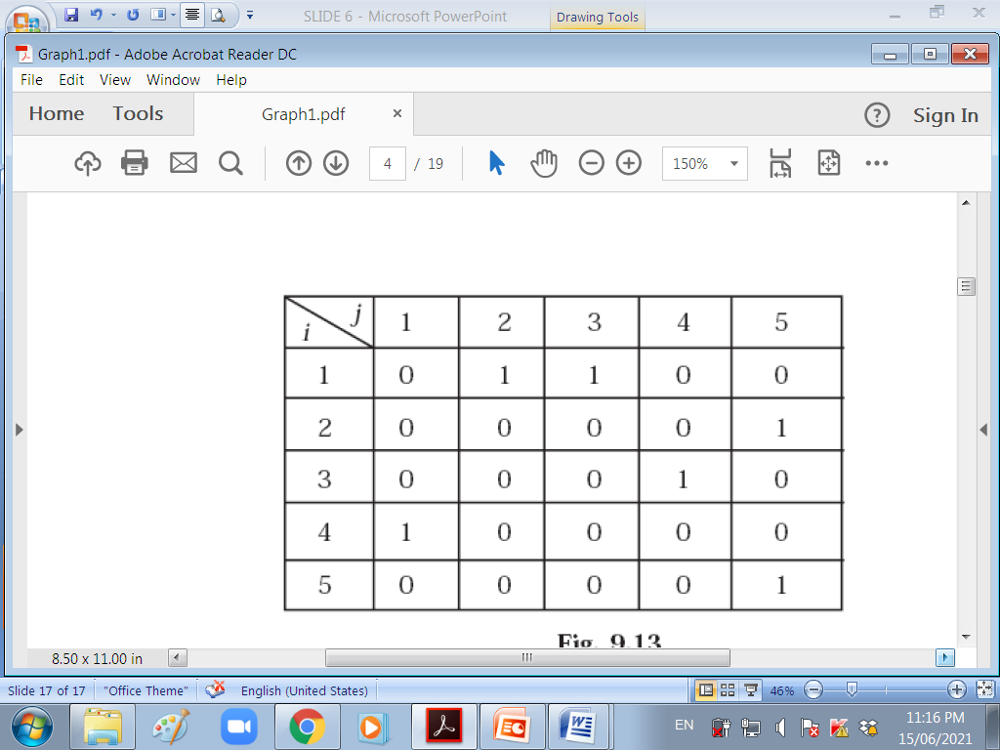 SLIDE 6 - Microsoft PowerPoint
Drawing Tools
Graph1.pdf - Adobe Acrobat Reader DC
File Edit View Window Help
Home Tools Graph1.pdf × ? Sign In
4 / 19 150%
i j 1 2 3 4 5
1 0 1 1 0 0
2 0 0 0 0 1
3 0 0 0 1 0
4 1 0 0 0 0
5 0 0 0 0 1
Fig. 9.13
8.50 x 11.00 in
Slide 17 of 17 "Office Theme" English (United States) 46%
EN 11:16 PM
15/06/2021